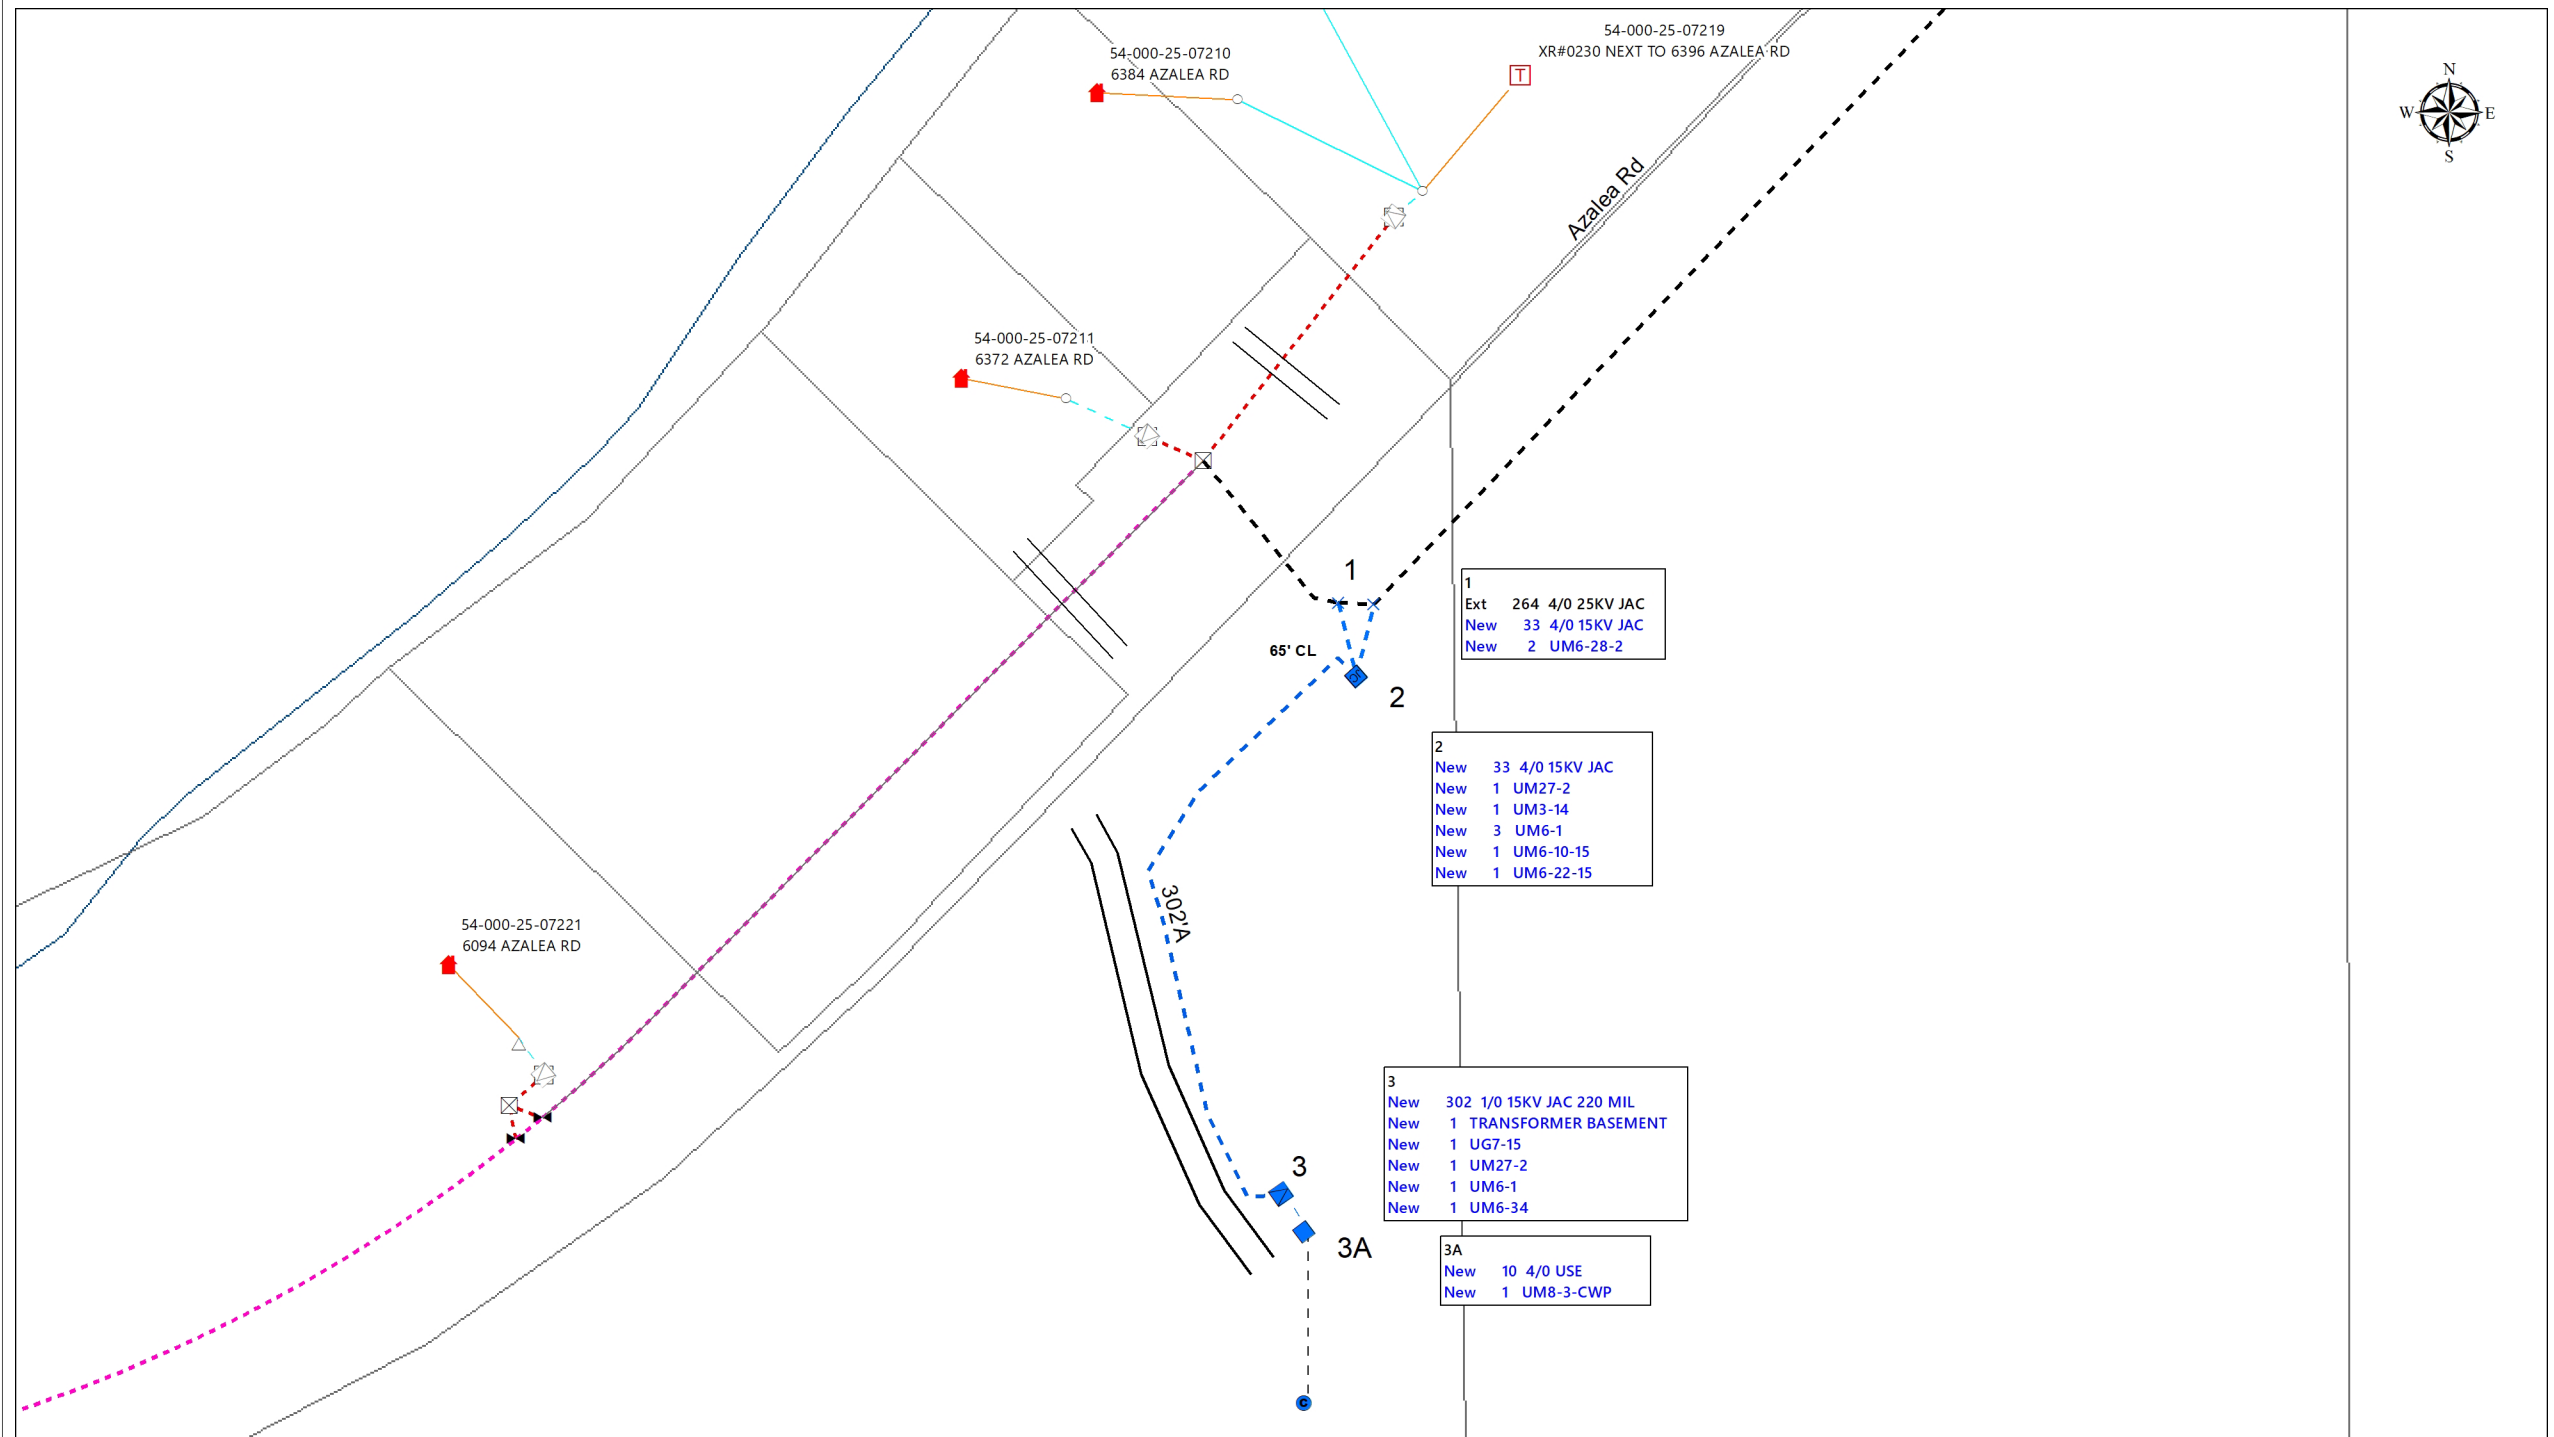 54-000-25-07219
XR#0230 NEXT TO 6396 AZALEA RD
T
54-000-25-07210
6384 AZALEA RD
N
W E
S
Azalea Rd
54-000-25-07211
6372 AZALEA RD
1
1
Ext 264 4/0 25KV JAC
New 33 4/0 15KV JAC
New 2 UM6-28-2
65' CL
2
2
New 33 4/0 15KV JAC
New 1 UM27-2
New 1 UM3-14
New 3 UM6-1
New 1 UM6-10-15
New 1 UM6-22-15
302'A
54-000-25-07221
6094 AZALEA RD
3
3
New 302 1/0 15KV JAC 220 MIL
New 1 TRANSFORMER BASEMENT
New 1 UG7-15
New 1 UM27-2
New 1 UM6-1
New 1 UM6-34
3A
3A
New 10 4/0 USE
New 1 UM8-3-CWP
C